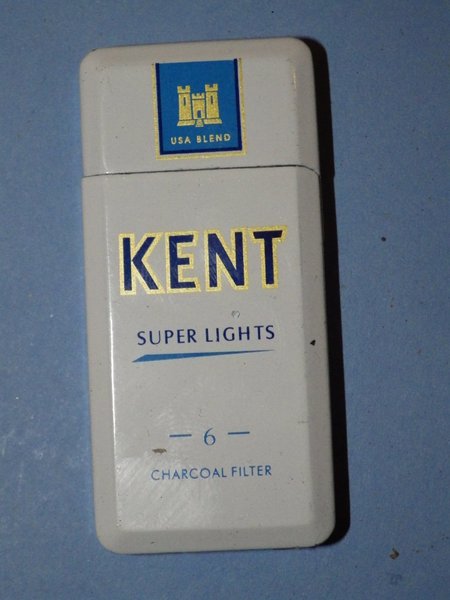 USA BLEND
KENT
SUPER LIGHTS
— 6 —
CHARCOAL FILTER